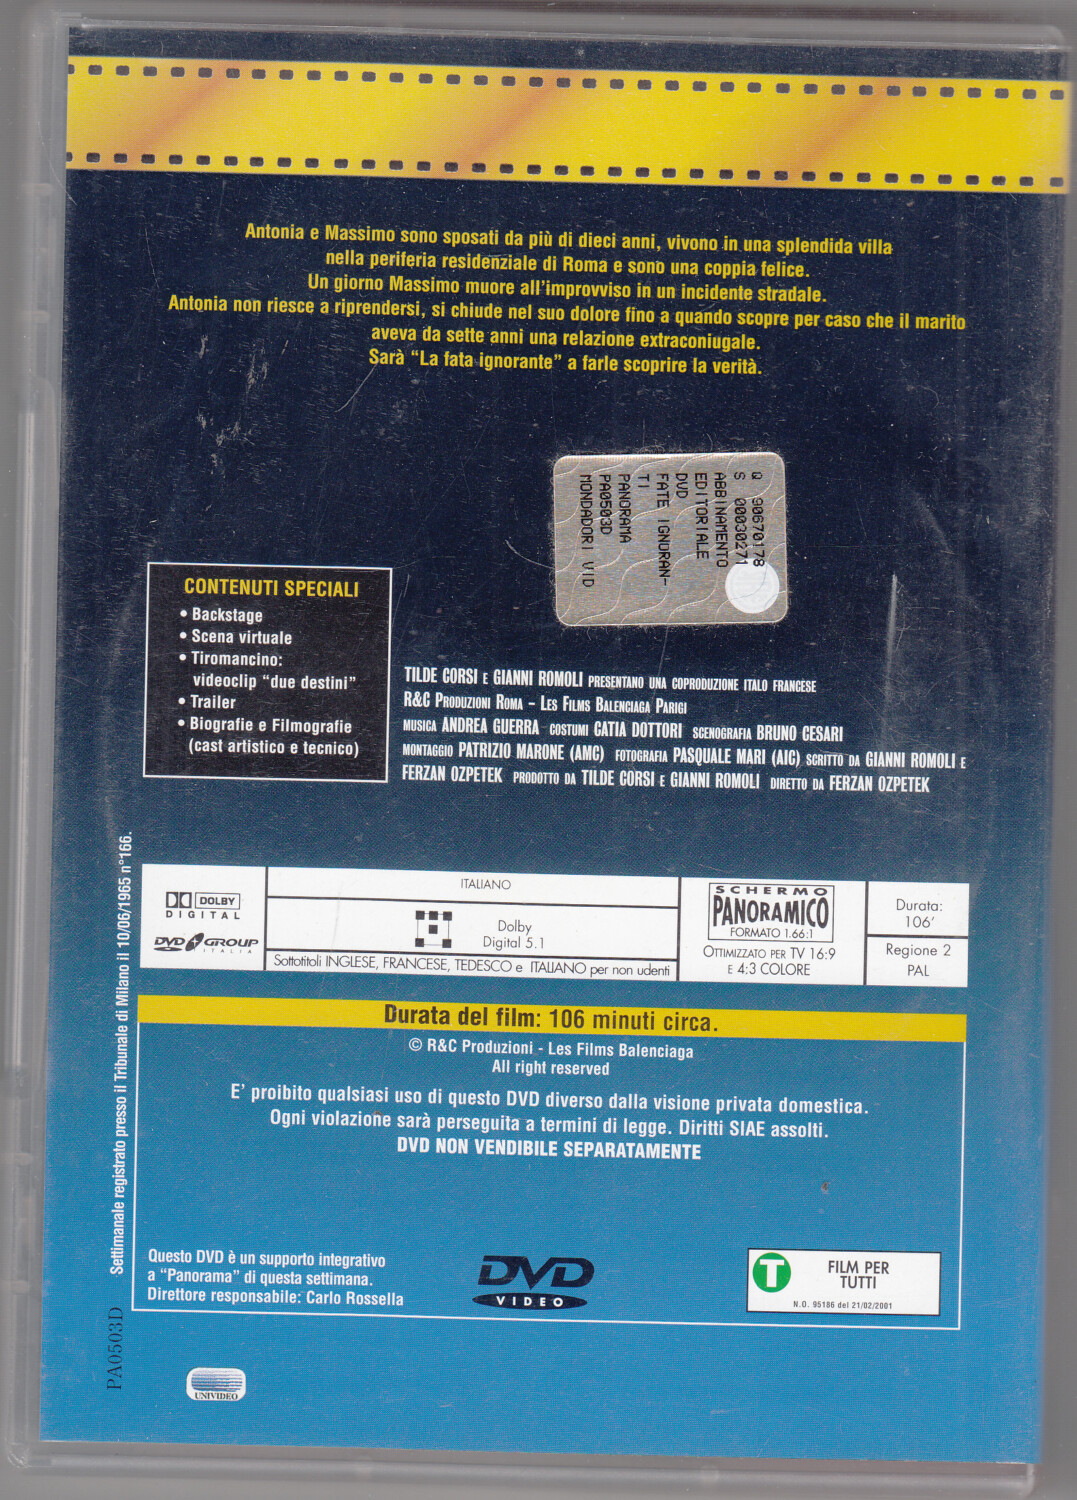 Antonia e Massimo sono sposati da più di dieci anni, vivono in una splendida villa
nella periferia residenziale di Roma e sono una coppia felice.
Un giorno Massimo muore all'improvviso in un incidente stradale.
Antonia non riesce a riprendersi, si chiude nel suo dolore fino a quando scopre per caso che il marito
aveva da sette anni una relazione extraconiugale.
Sarà “La fata ignorante” a farle scoprire la verità.
Q 90670178
S 00030271
ABBINAMENTO
EDITORIALE
DVD
FATE IGNORAN-
TI
PANORAMA
PA0503D
MONDADORI VID
CONTENUTI SPECIALI
• Backstage
• Scena virtuale
• Tiromancino:
videoclip “due destini”
• Trailer
• Biografie e Filmografie
(cast artistico e tecnico)
TILDE CORSI E GIANNI ROMOLI PRESENTANO UNA COPRODUZIONE ITALO FRANCESE
R&C PRODUZIONI ROMA – LES FILMS BALENCIAGA PARIGI
MUSICA ANDREA GUERRA COSTUMI CATIA DOTTORI SCENOGRAFIA BRUNO CESARI
MONTAGGIO PATRIZIO MARONE (AMC) FOTOGRAFIA PASQUALE MARI (AIC) SCRITTO DA GIANNI ROMOLI E
FERZAN OZPETEK PRODOTTO DA TILDE CORSI E GIANNI ROMOLI DIRETTO DA FERZAN OZPETEK
DOLBY
DIGITAL
DVD GROUP
ITALIA
ITALIANO
Dolby
Digital 5.1
Sottotitoli INGLESE, FRANCESE, TEDESCO e ITALIANO per non udenti
SCHERMO
PANORAMICO
FORMATO 1.66:1
OTTIMIZZATO PER TV 16:9
E 4:3 COLORE
Durata:
106'
Regione 2
PAL
Durata del film: 106 minuti circa.
© R&C Produzioni - Les Films Balenciaga
All right reserved
E' proibito qualsiasi uso di questo DVD diverso dalla visione privata domestica.
Ogni violazione sarà perseguita a termini di legge. Diritti SIAE assolti.
DVD NON VENDIBILE SEPARATAMENTE
Questo DVD è un supporto integrativo
a “Panorama” di questa settimana.
Direttore responsabile: Carlo Rossella
DVD
VIDEO
T
FILM PER
TUTTI
N.O. 95186 del 21/02/2001
Settimanale registrato presso il Tribunale di Milano il 10/06/1965 n°166.
PA0503D
UNIVIDEO